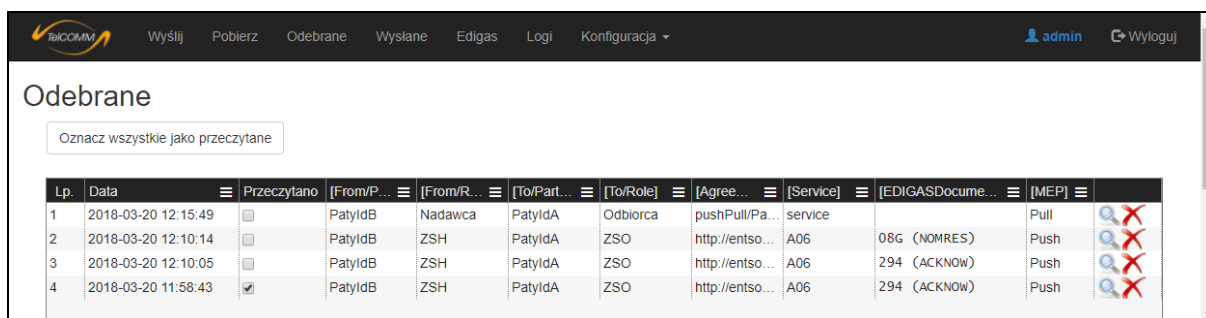 TelCOMM Wyślij Pobierz Odebrane Wysłane Edigas Logi Konfiguracja admin Wyloguj
Odebrane
Oznacz wszystkie jako przeczytane
Lp. Data Przeczytano [From/P... [From/R... [To/Part... [To/Role] [Agree... [Service] [EDIGASDocume... [MEP]
1 2018-03-20 12:15:49 PatyIdB Nadawca PatyIdA Odbiorca pushPull/Pa... service Pull
2 2018-03-20 12:10:14 PatyIdB ZSH PatyIdA ZSO http://entso... A06 08G (NOMRES) Push
3 2018-03-20 12:10:05 PatyIdB ZSH PatyIdA ZSO http://entso... A06 294 (ACKNOW) Push
4 2018-03-20 11:58:43 PatyIdB ZSH PatyIdA ZSO http://entso... A06 294 (ACKNOW) Push